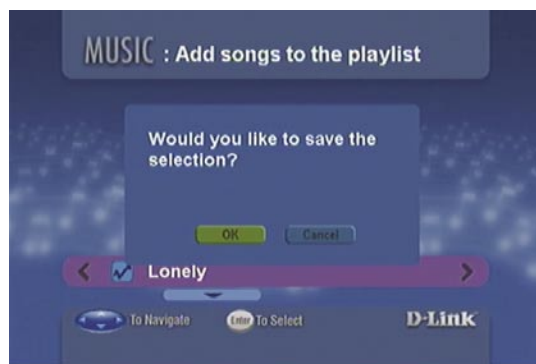 MUSIC : Add songs to the playlist
Would you like to save the
selection?
OK Cancel
Lonely
To Navigate Enter To Select D-Link